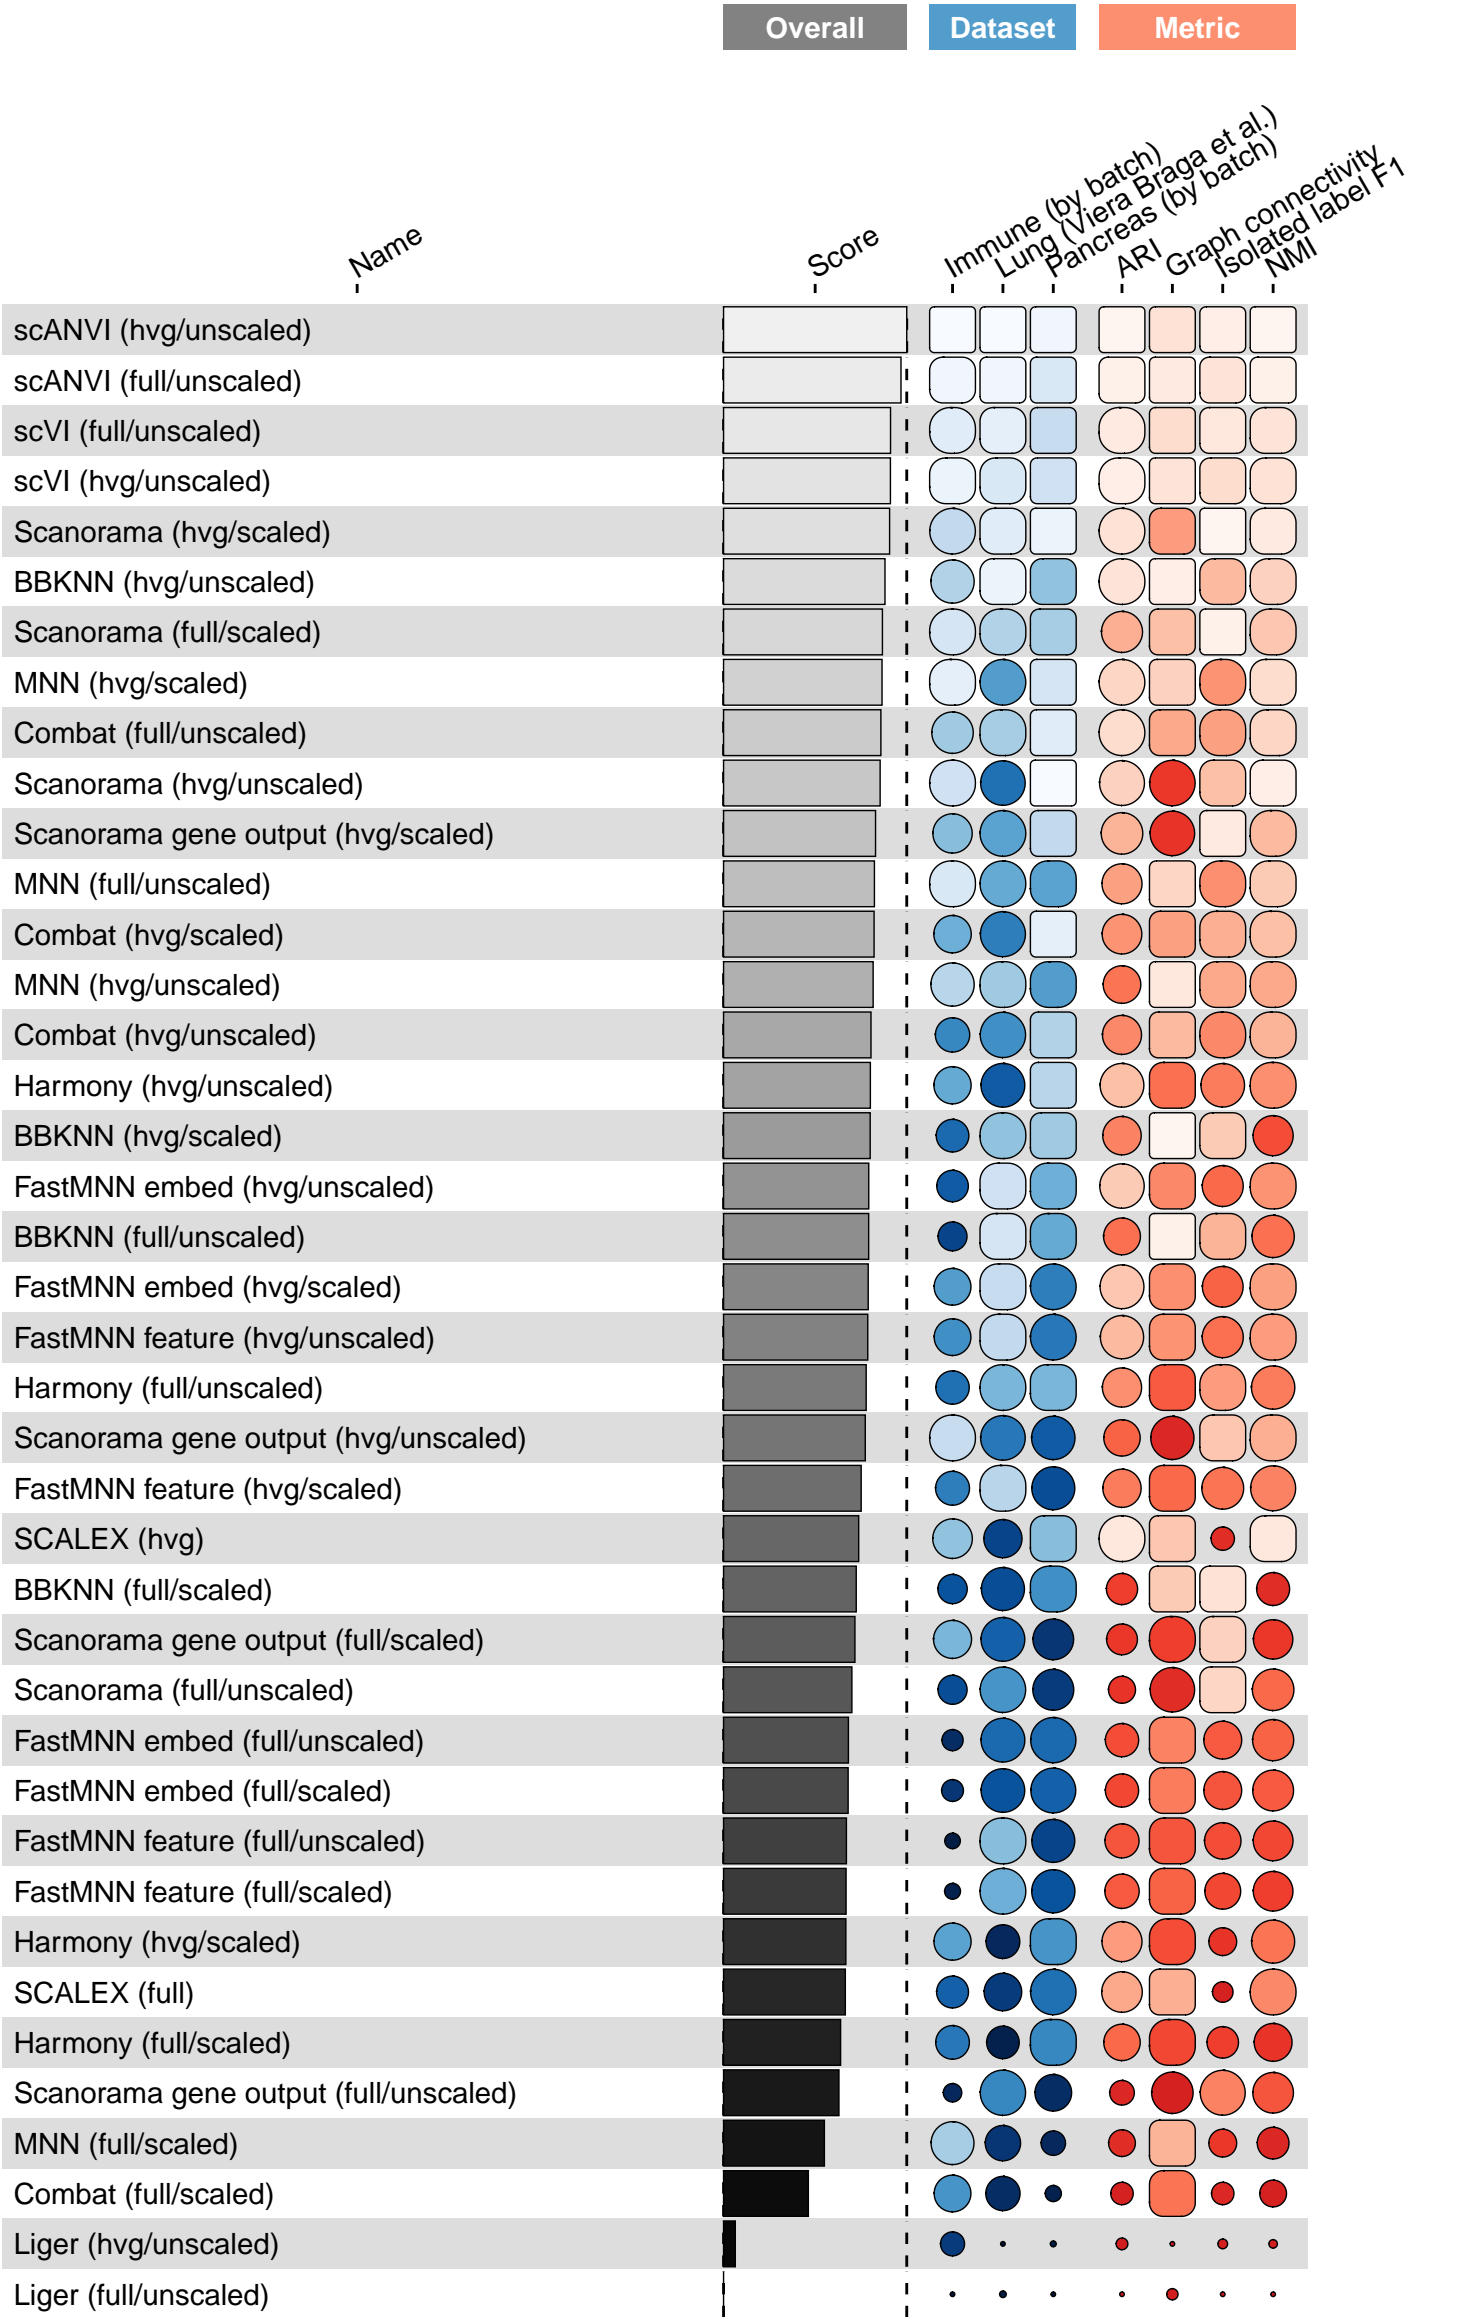 Overall Dataset Metric
Name Score Immune (by batch) Lung (Viera Braga et al.) Pancreas (by batch) ARI Graph connectivity Isolated label F1 NMI
scANVI (hvg/unscaled)
scANVI (full/unscaled)
scVI (full/unscaled)
scVI (hvg/unscaled)
Scanorama (hvg/scaled)
BBKNN (hvg/unscaled)
Scanorama (full/scaled)
MNN (hvg/scaled)
Combat (full/unscaled)
Scanorama (hvg/unscaled)
Scanorama gene output (hvg/scaled)
MNN (full/unscaled)
Combat (hvg/scaled)
MNN (hvg/unscaled)
Combat (hvg/unscaled)
Harmony (hvg/unscaled)
BBKNN (hvg/scaled)
FastMNN embed (hvg/unscaled)
BBKNN (full/unscaled)
FastMNN embed (hvg/scaled)
FastMNN feature (hvg/unscaled)
Harmony (full/unscaled)
Scanorama gene output (hvg/unscaled)
FastMNN feature (hvg/scaled)
SCALEX (hvg)
BBKNN (full/scaled)
Scanorama gene output (full/scaled)
Scanorama (full/unscaled)
FastMNN embed (full/unscaled)
FastMNN embed (full/scaled)
FastMNN feature (full/unscaled)
FastMNN feature (full/scaled)
Harmony (hvg/scaled)
SCALEX (full)
Harmony (full/scaled)
Scanorama gene output (full/unscaled)
MNN (full/scaled)
Combat (full/scaled)
Liger (hvg/unscaled)
Liger (full/unscaled)